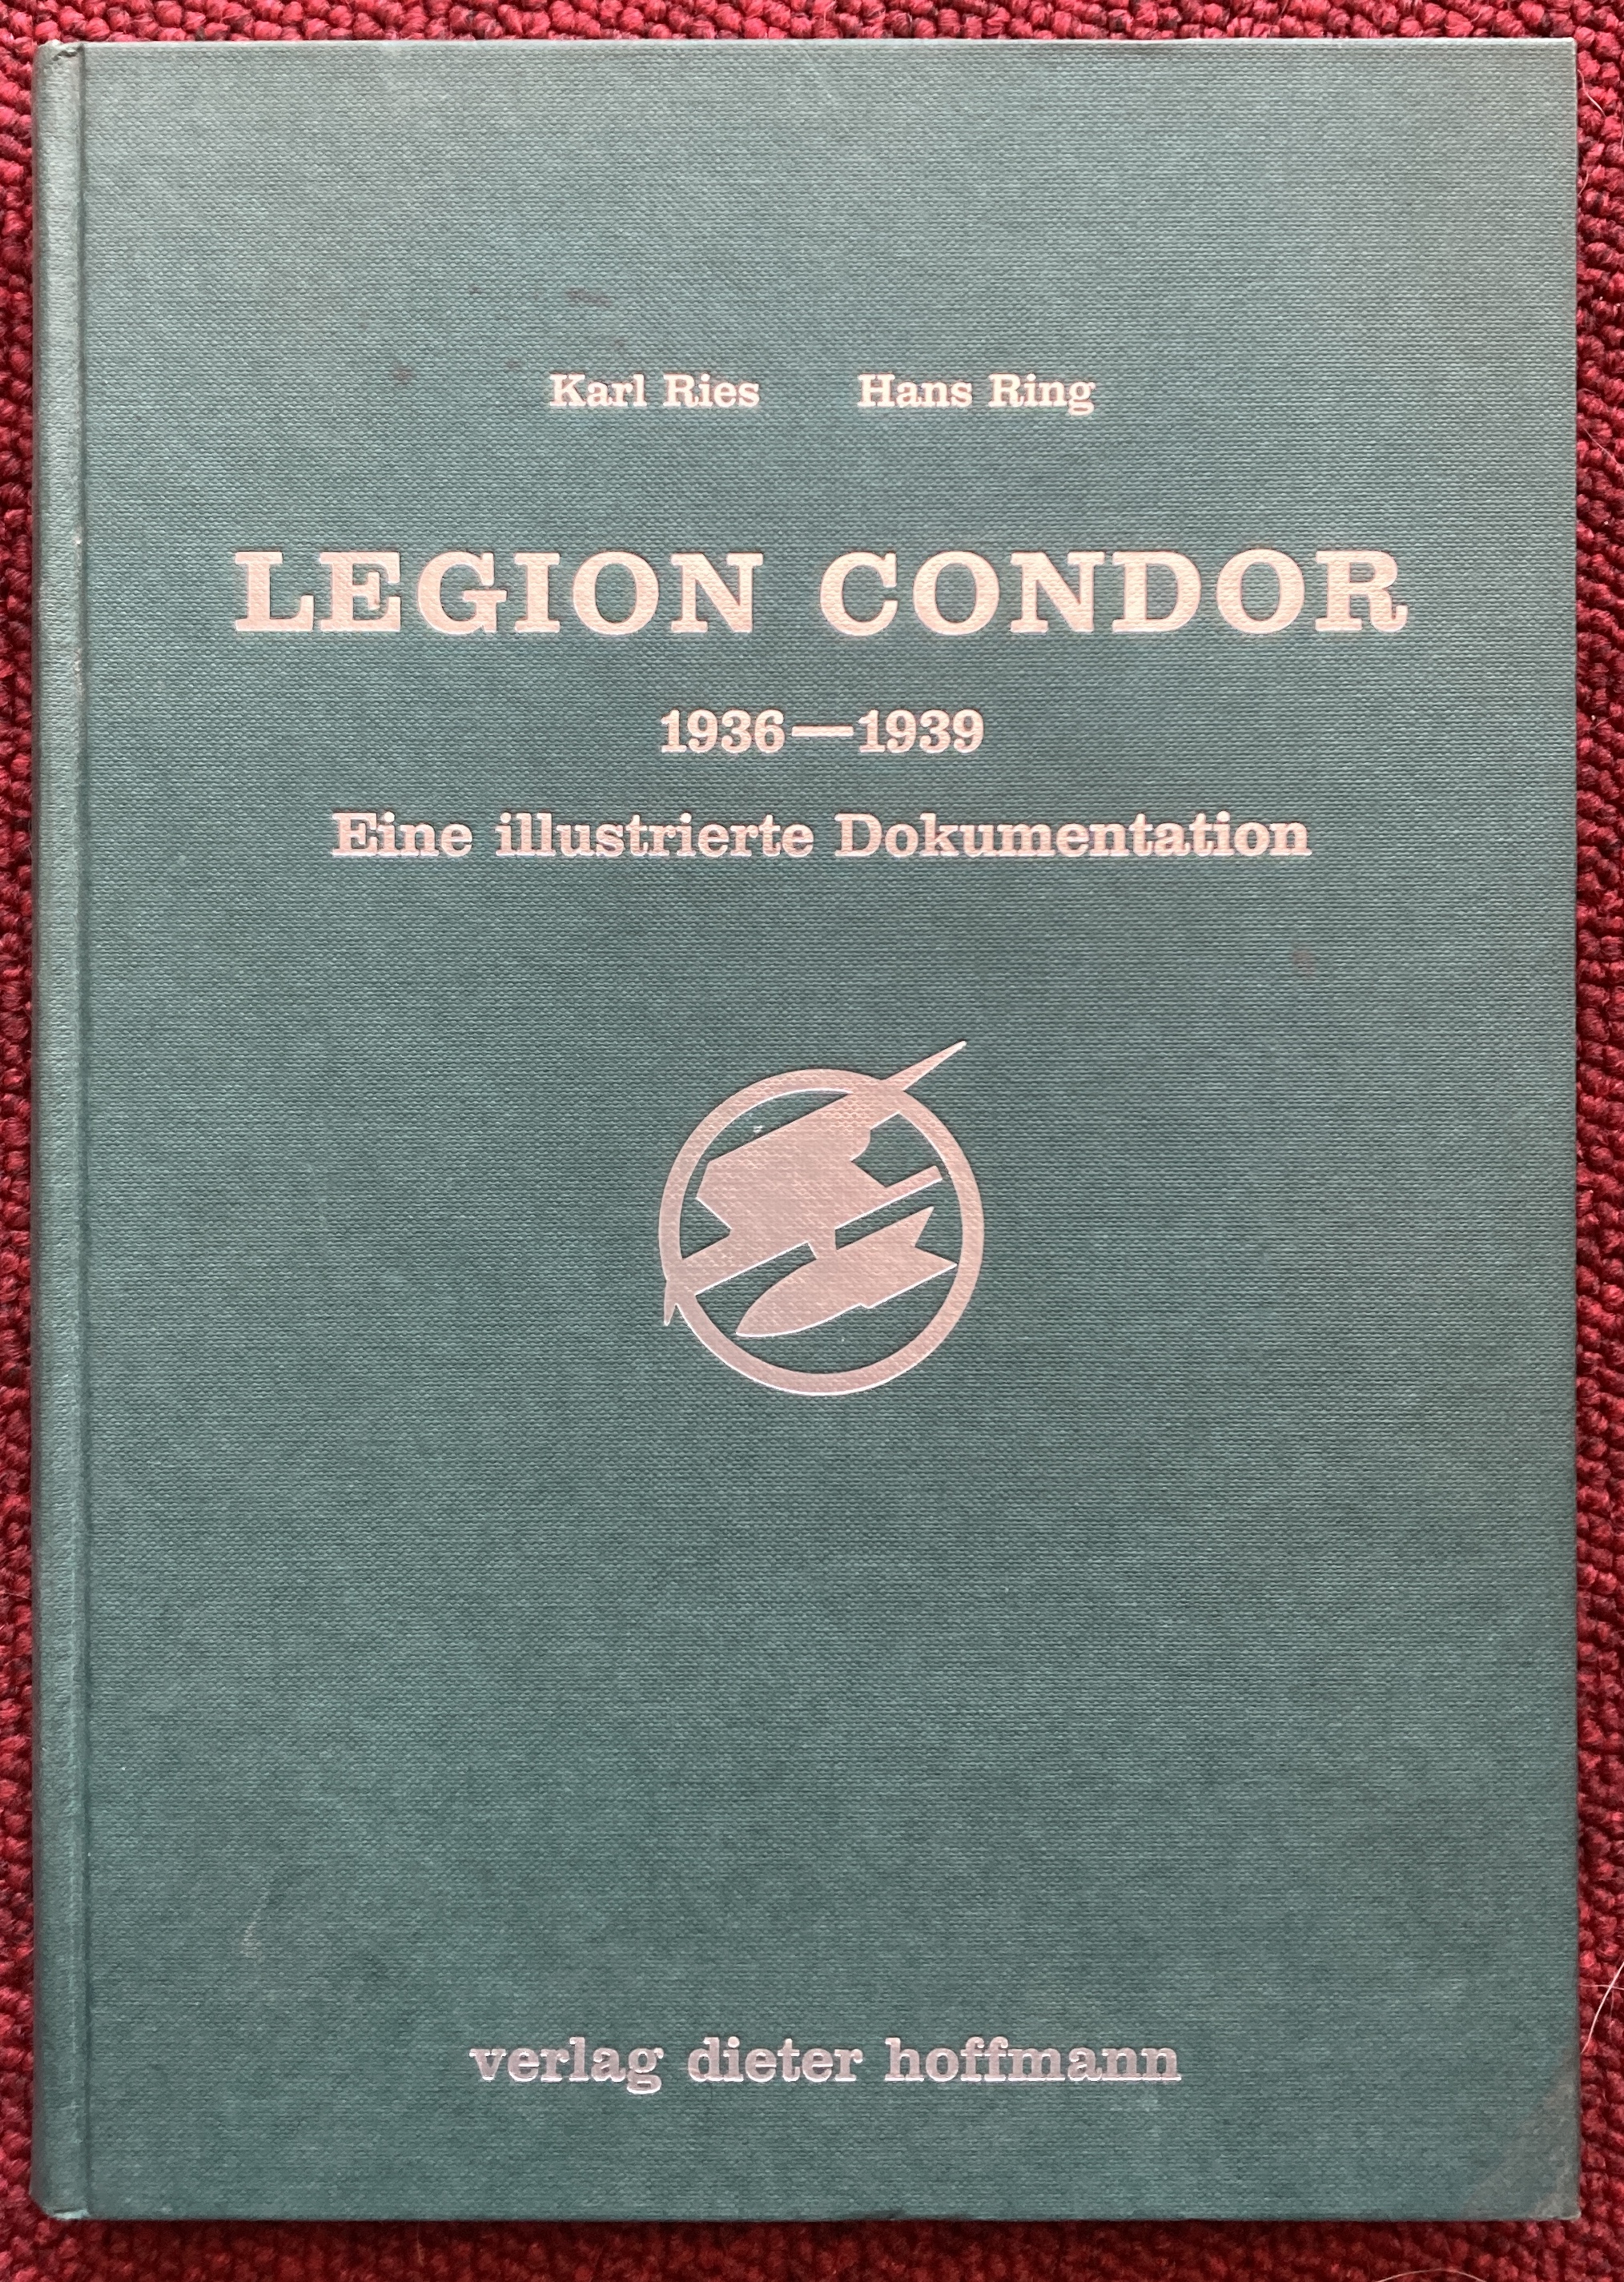 Karl Ries Hans Ring
LEGION CONDOR
1936—1939
Eine illustrierte Dokumentation
verlag dieter hoffmann